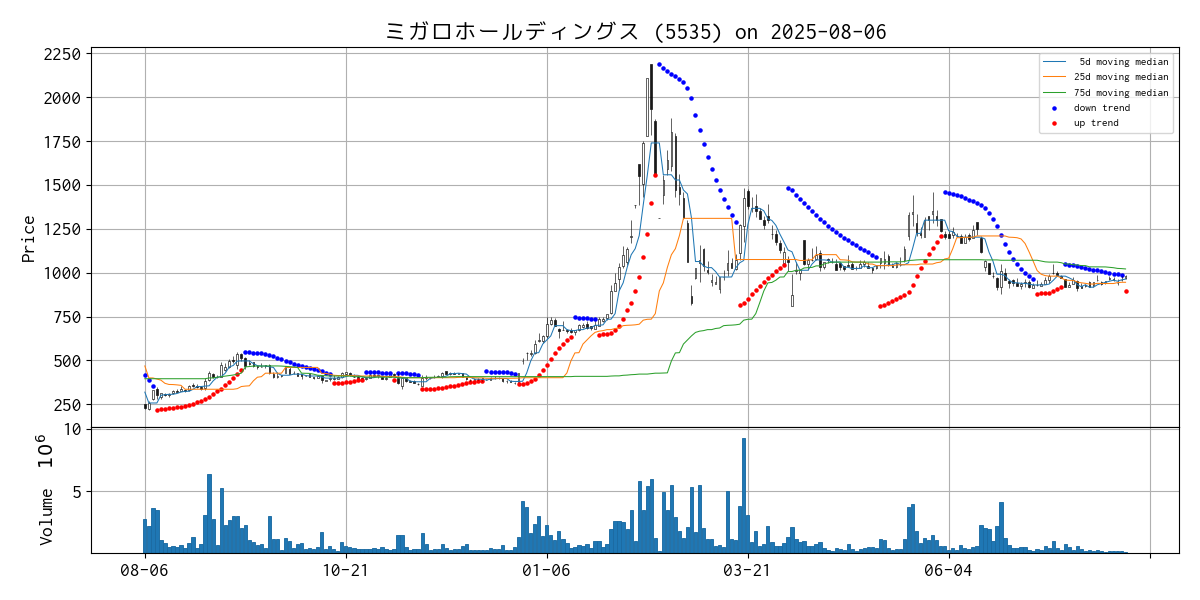 ミガロホールディングス (5535) on 2025-08-06
2250
2000
1750
1500
1250
1000
750
500
250
Price
5d moving median
25d moving median
75d moving median
down trend
up trend
10
5
Volume 10^6
08-06
10-21
01-06
03-21
06-04